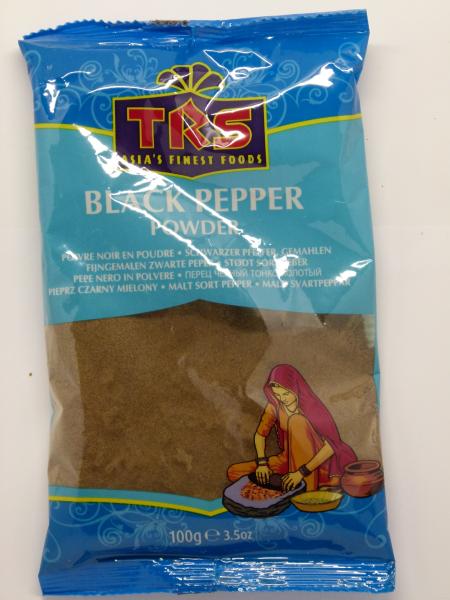 TRS
ASIA'S FINEST FOODS
BLACK PEPPER
POWDER
POIVRE NOIR EN POUDRE • SCHWARZER PFEFFER, GEMAHLEN
FIJNGEMALEN ZWARTE PEPER • STØDT SORT PEBER
PEPE NERO IN POLVERE • ПЕРЕЦ ЧЕРНЫЙ ТОНКОМОЛОТЫЙ
PIEPRZ CZARNY MIELONY • MALT SORT PEPPER • MALD SVARTPEPPAR
100g ℮ 3.5oz